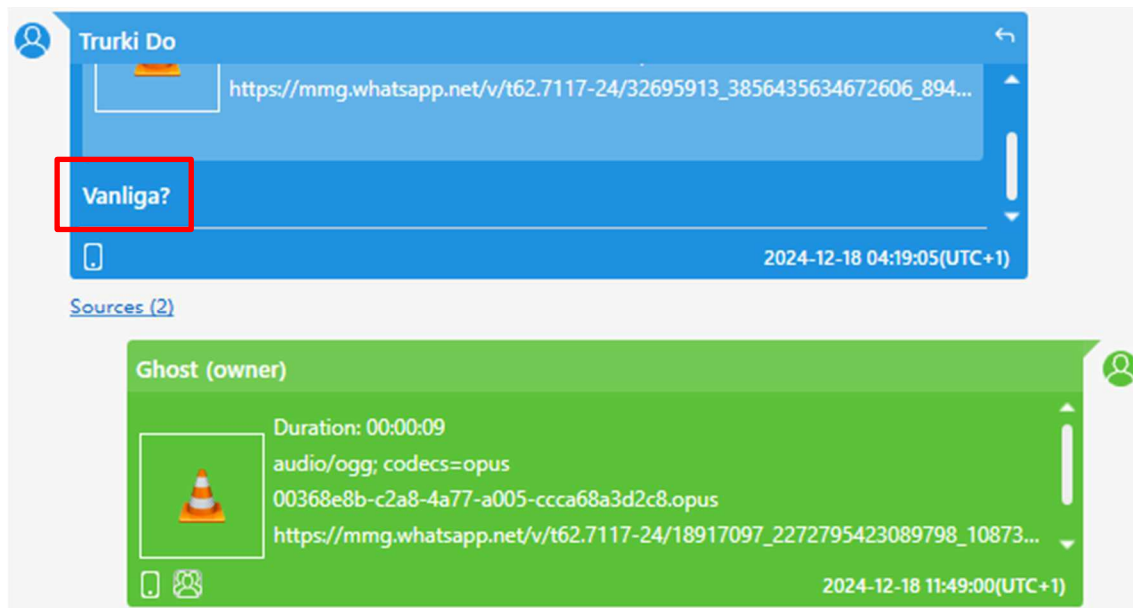 Trurki Do
https://mmg.whatsapp.net/v/t62.7117-24/32695913_3856435634672606_894...
Vanliga?
2024-12-18 04:19:05(UTC+1)
Sources (2)
Ghost (owner)
Duration: 00:00:09
audio/ogg; codecs=opus
00368e8b-c2a8-4a77-a005-ccca68a3d2c8.opus
https://mmg.whatsapp.net/v/t62.7117-24/18917097_2272795423089798_10873...
2024-12-18 11:49:00(UTC+1)